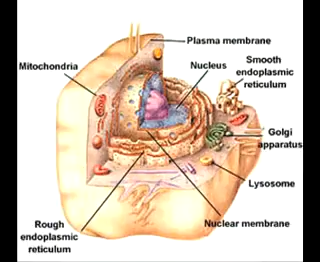 Plasma membrane
Mitochondria
Nucleus
Smooth
endoplasmic
reticulum
Golgi
apparatus
Lysosome
Nuclear membrane
Rough
endoplasmic
reticulum